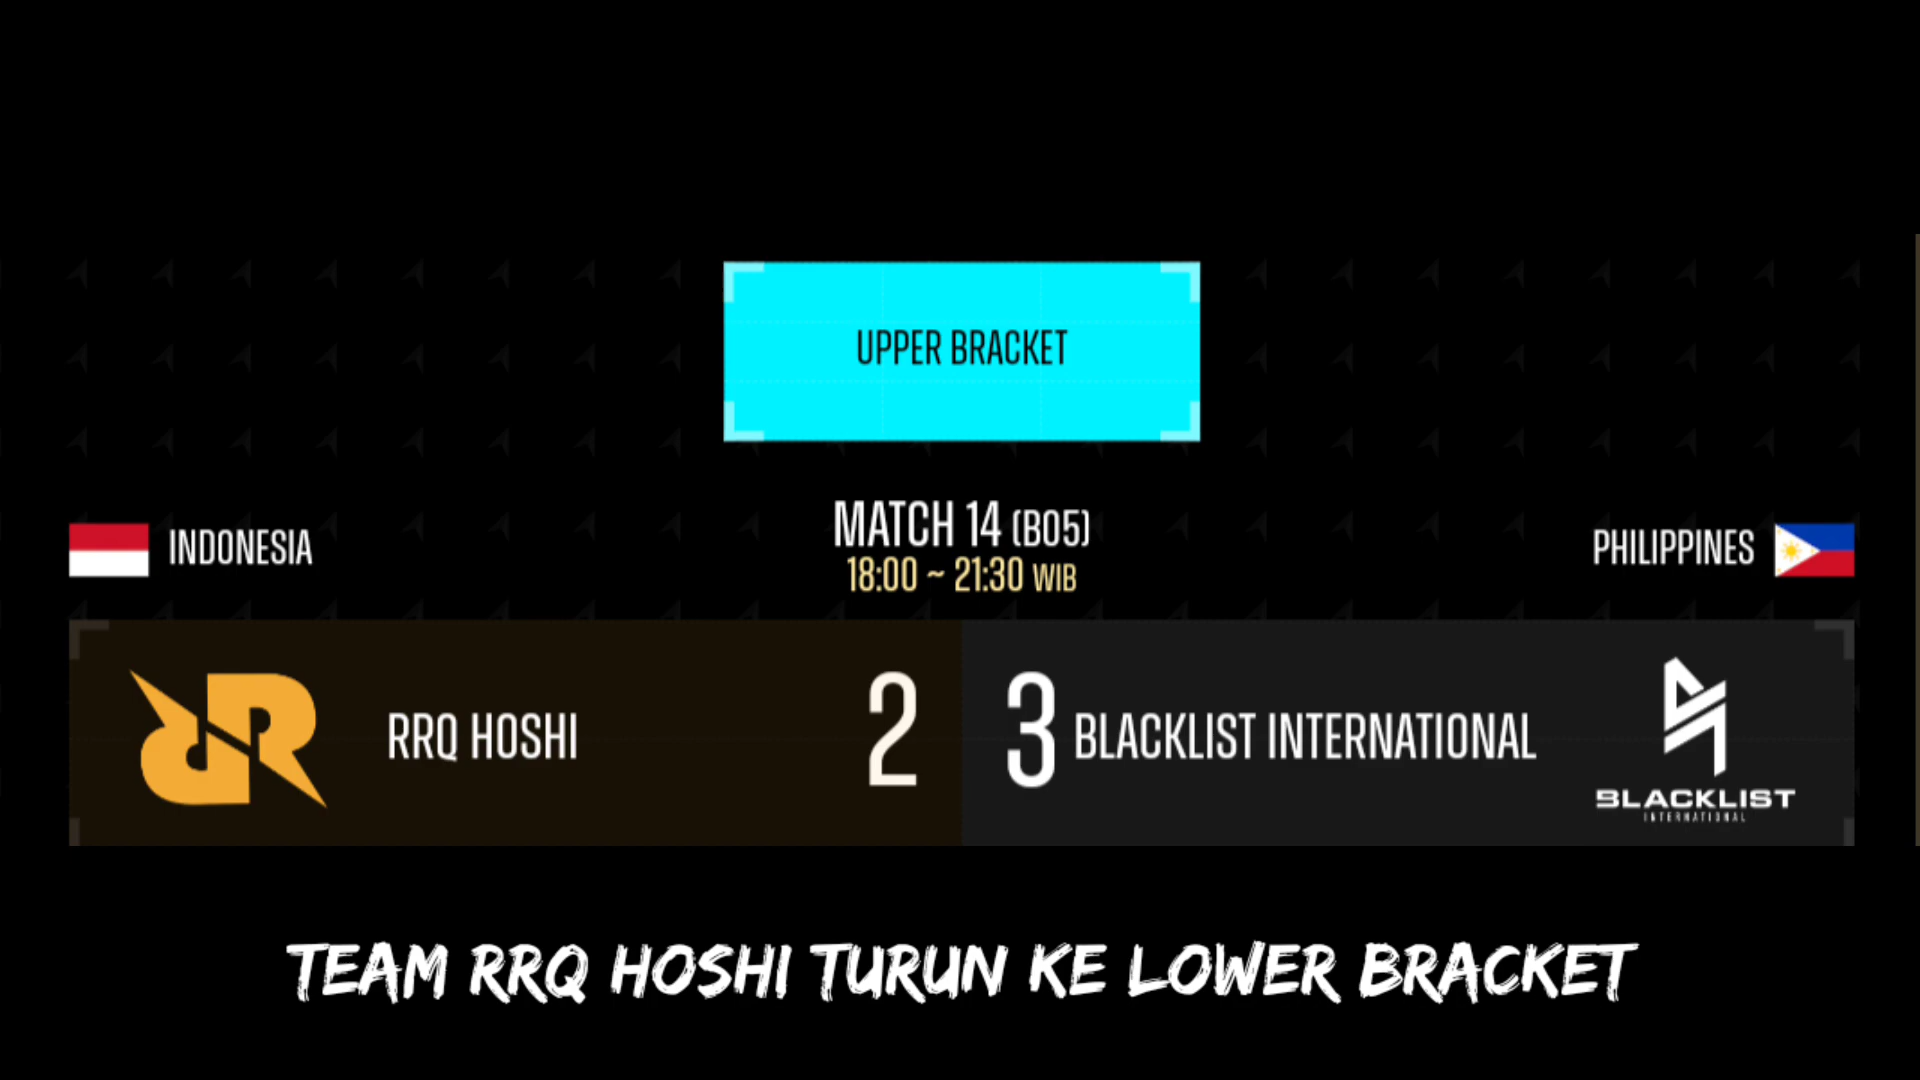 UPPER BRACKET
INDONESIA
MATCH 14 (BO5)
18:00 ~ 21:30 WIB
PHILIPPINES
RRQ HOSHI
2
3
BLACKLIST INTERNATIONAL
BLACKLIST
INTERNATIONAL
TEAM RRQ HOSHI TURUN KE LOWER BRACKET